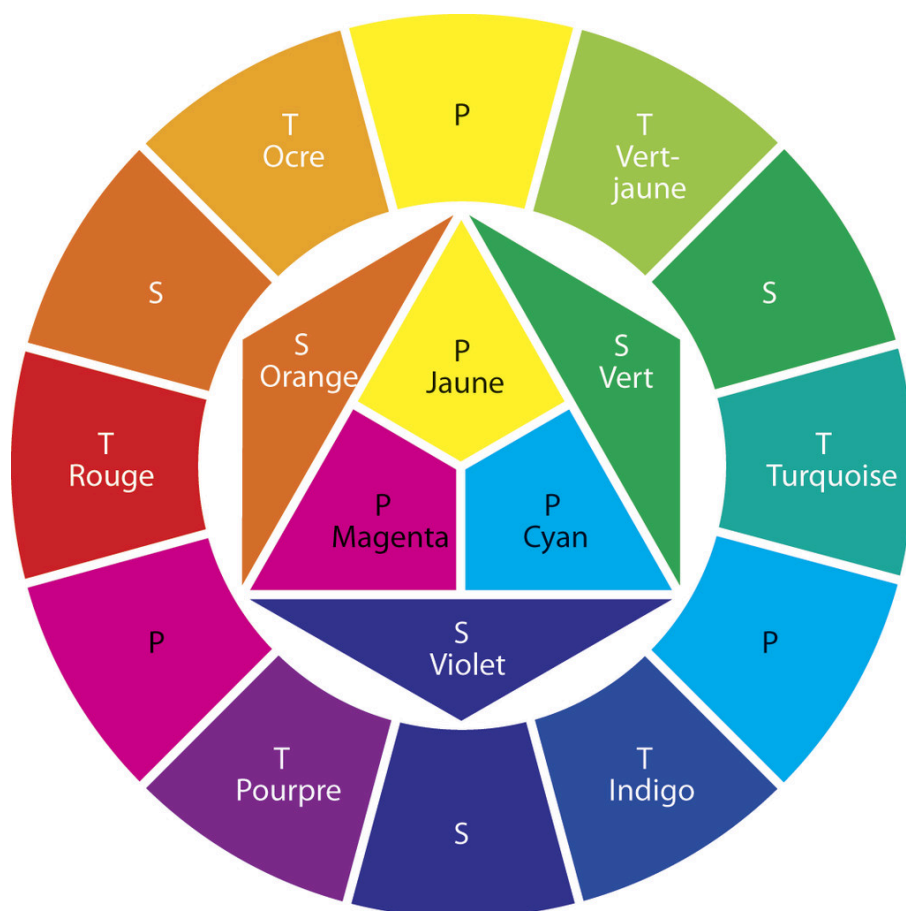 P
T
Ocre
T
Vert-
jaune
S
S
S
Orange
P
Jaune
S
Vert
T
Rouge
T
Turquoise
P
Magenta
P
Cyan
P
P
S
Violet
T
Pourpre
T
Indigo
S